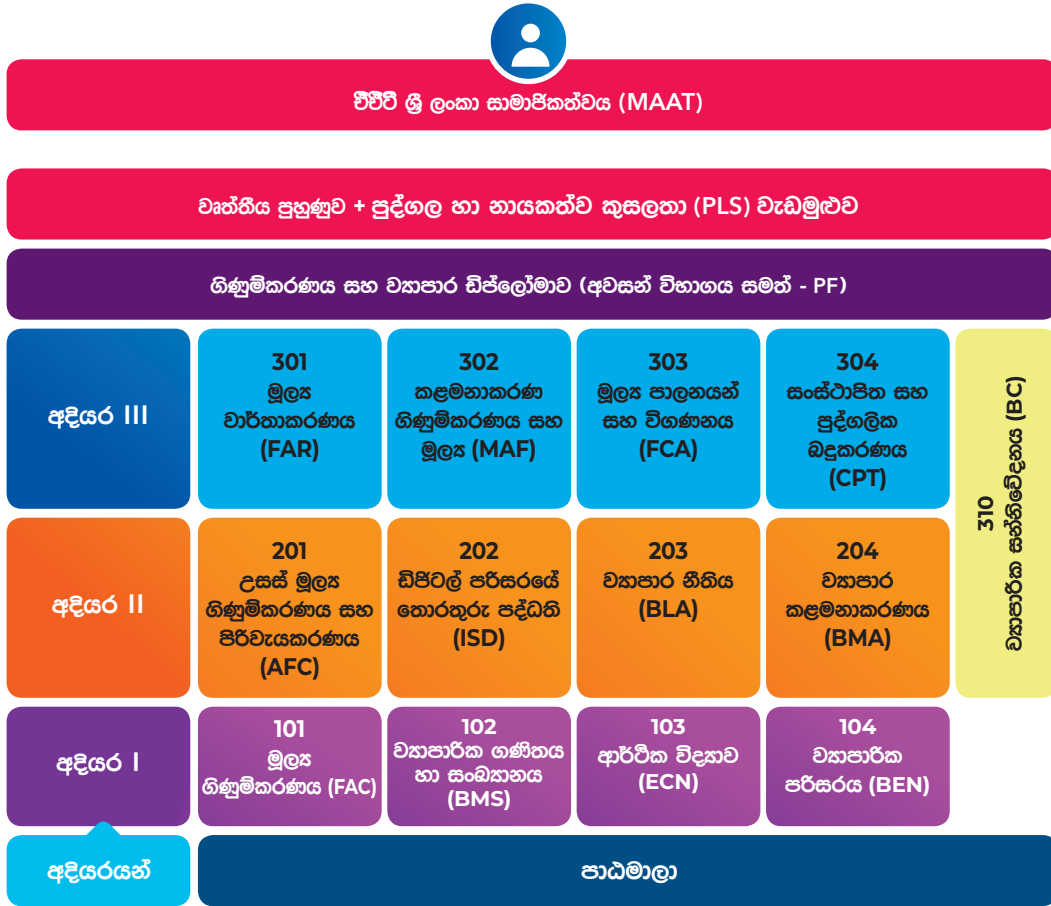 ඒඒටී ශ්‍රී ලංකා සාමාජිකත්වය (MAAT)
වෘත්තීය පුහුණුව + පුද්ගල හා නායකත්ව කුසලතා (PLS) වැඩමුළුව
ගිණුම්කරණය සහ ව්‍යාපාර ඩිප්ලෝමාව (අවසන් විභාගය සමත් - PF)
අදියර III
301
මූල්‍ය
වාර්තාකරණය
(FAR)
302
කළමනාකරණ
ගිණුම්කරණය සහ
මූල්‍ය (MAF)
303
මූල්‍ය පාලනයන්
සහ විගණනය
(FCA)
304
සංස්ථාපිත සහ
පුද්ගලික
බදුකරණය
(CPT)
310
ව්‍යාපාරික සන්නිවේදනය (BC)
අදියර II
201
උසස් මූල්‍ය
ගිණුම්කරණය සහ
පිරිවැයකරණය
(AFC)
202
ඩිජිටල් පරිසරයේ
තොරතුරු පද්ධති
(ISD)
203
ව්‍යාපාර නීතිය
(BLA)
204
ව්‍යාපාර
කළමනාකරණය
(BMA)
අදියර I
101
මූල්‍ය
ගිණුම්කරණය (FAC)
102
ව්‍යාපාරික ගණිතය
හා සංඛ්‍යානය
(BMS)
103
ආර්ථික විද්‍යාව
(ECN)
104
ව්‍යාපාරික
පරිසරය (BEN)
අදියරයන්
පාඨමාලා